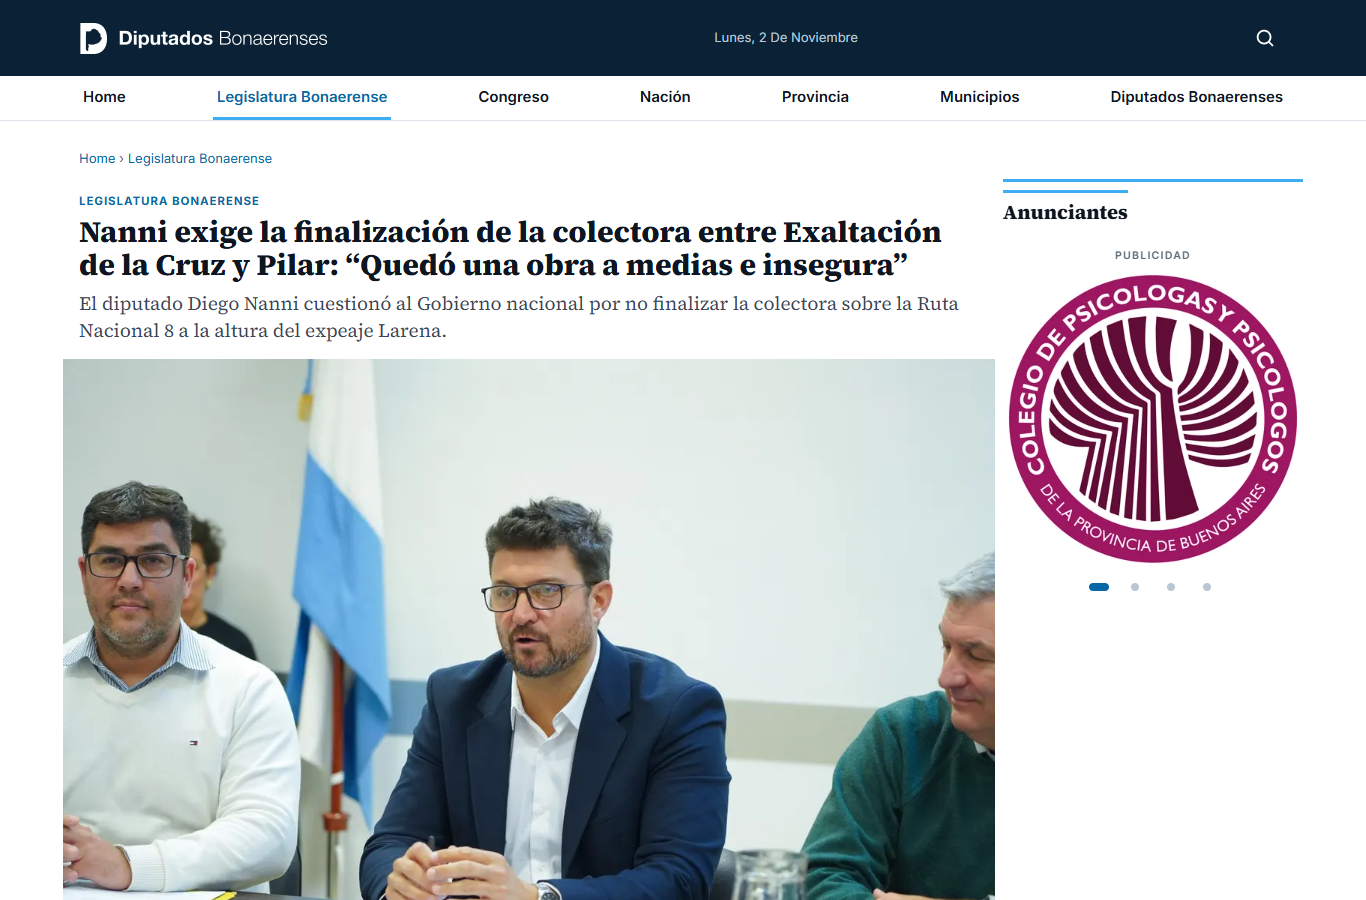 Diputados Bonaerenses
Lunes, 2 De Noviembre
Home
Legislatura Bonaerense
Congreso
Nación
Provincia
Municipios
Diputados Bonaerenses
Home › Legislatura Bonaerense
LEGISLATURA BONAERENSE
Nanni exige la finalización de la colectora entre Exaltación
de la Cruz y Pilar: “Quedó una obra a medias e insegura”
El diputado Diego Nanni cuestionó al Gobierno nacional por no finalizar la colectora sobre la Ruta
Nacional 8 a la altura del expeaje Larena.
Anunciantes
PUBLICIDAD
COLEGIO DE PSICOLOGAS Y PSICOLOGOS
DE LA PROVINCIA DE BUENOS AIRES